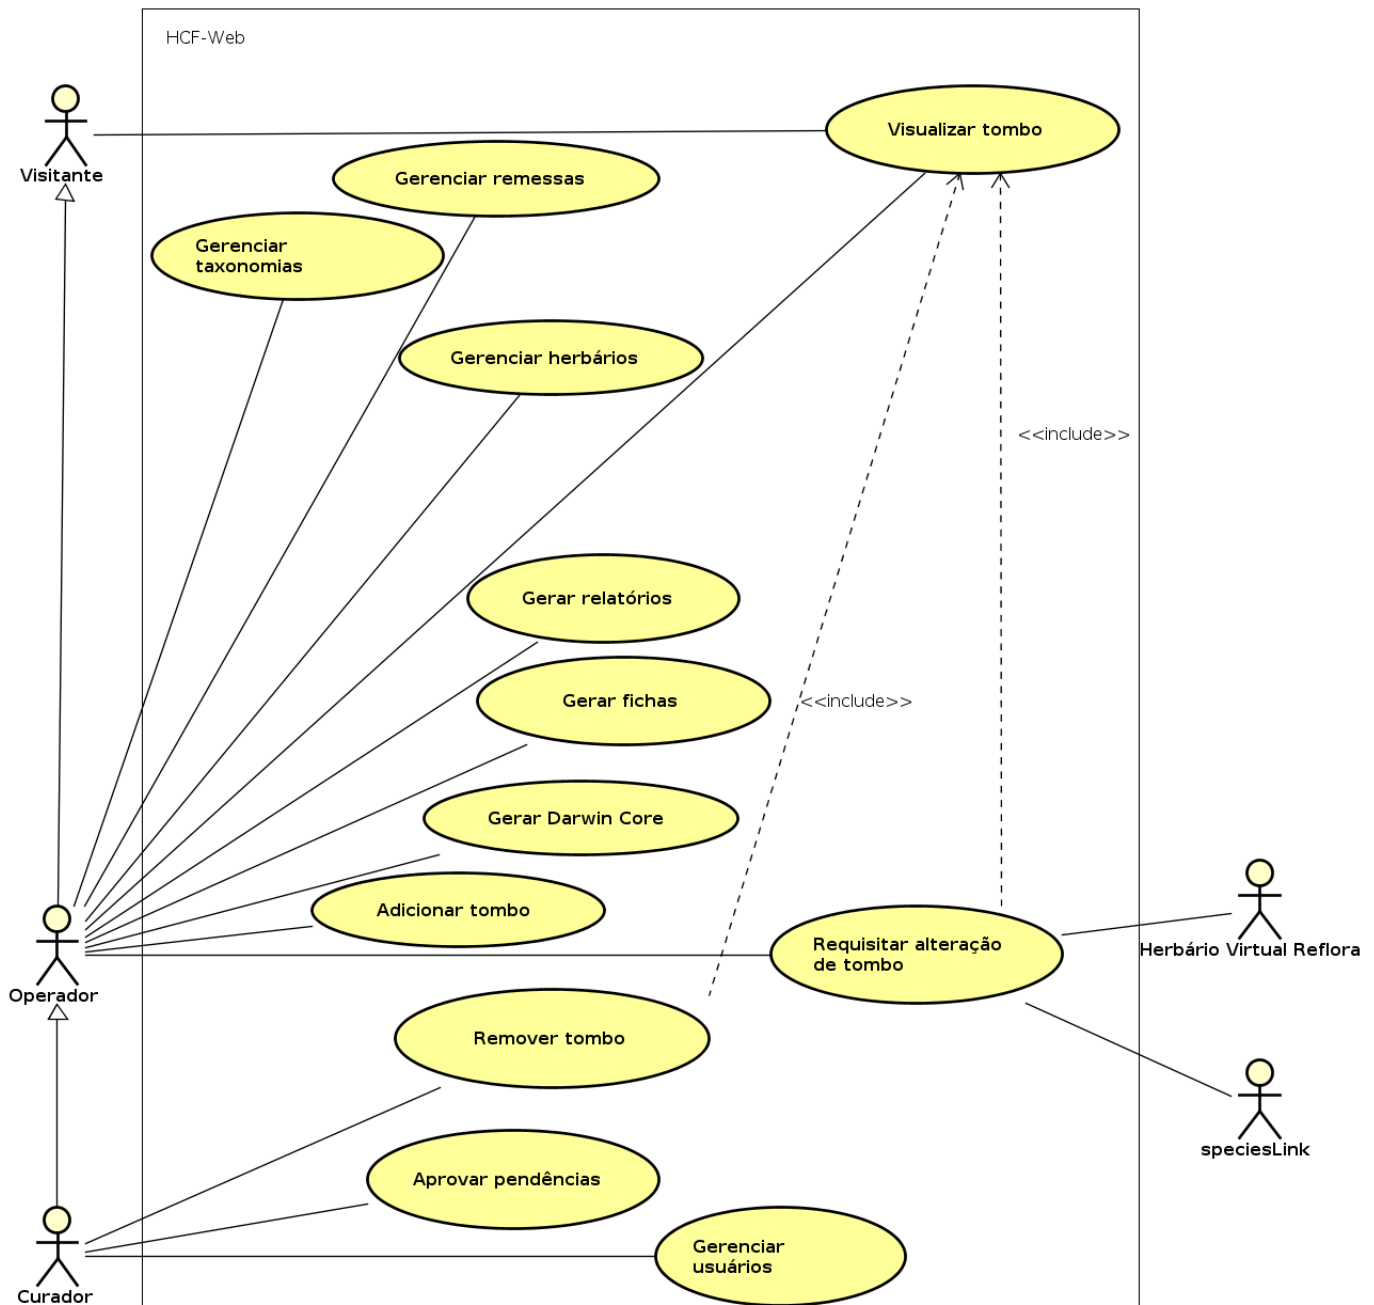 HCF-Web
Visitante
Visualizar tombo
Gerenciar remessas
Gerenciar
taxonomias
Gerenciar herbários
<<include>>
Gerar relatórios
Gerar fichas
<<include>>
Gerar Darwin Core
Adicionar tombo
Requisitar alteração
de tombo
Herbário Virtual Reflora
Operador
Remover tombo
speciesLink
Aprovar pendências
Gerenciar
usuários
Curador